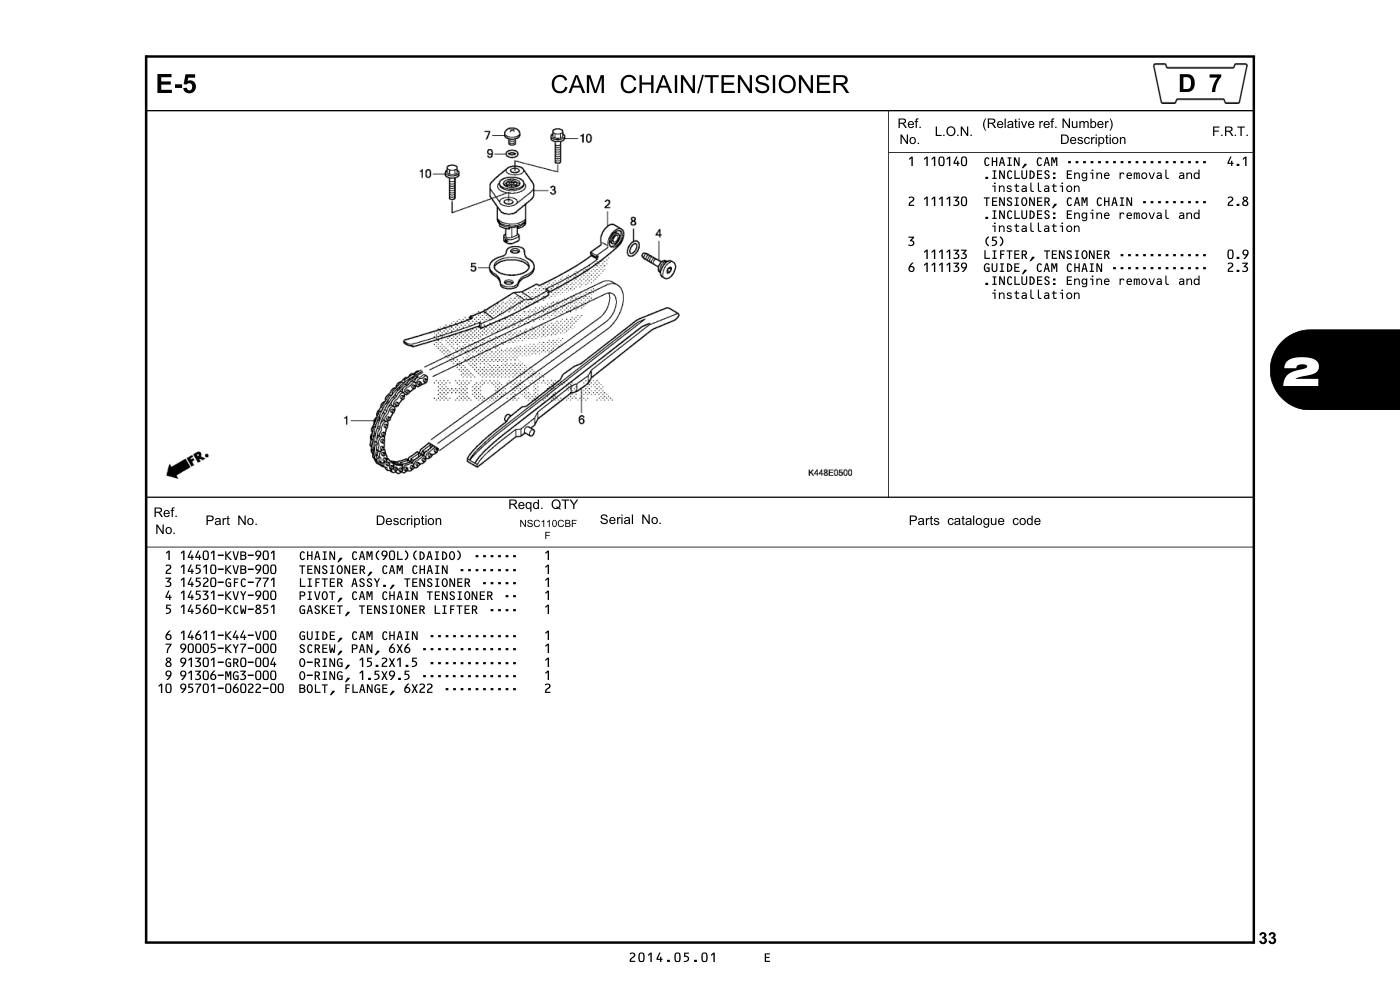 E-5 CAM CHAIN/TENSIONER D 7
7 10
9
10
3
2
8
4
5
HONDA
1
6
FR.
K448E0500
Ref. No. L.O.N. (Relative ref. Number) Description F.R.T.
1 110140 CHAIN, CAM ------------------- 4.1
.INCLUDES: Engine removal and
installation
2 111130 TENSIONER, CAM CHAIN --------- 2.8
.INCLUDES: Engine removal and
installation
3 (5)
111133 LIFTER, TENSIONER ------------ 0.9
6 111139 GUIDE, CAM CHAIN ------------- 2.3
.INCLUDES: Engine removal and
installation
2
Ref. No. Part No. Description Reqd. QTY Serial No. Parts catalogue code
NSC110CBF
F
1 14401-KVB-901 CHAIN, CAM(90L)(DAIDO) ------ 1
2 14510-KVB-900 TENSIONER, CAM CHAIN -------- 1
3 14520-GFC-771 LIFTER ASSY., TENSIONER ----- 1
4 14531-KVY-900 PIVOT, CAM CHAIN TENSIONER -- 1
5 14560-KCW-851 GASKET, TENSIONER LIFTER ---- 1
6 14611-K44-V00 GUIDE, CAM CHAIN ------------ 1
7 90005-KY7-000 SCREW, PAN, 6X6 ------------- 1
8 91301-GR0-004 O-RING, 15.2X1.5 ------------ 1
9 91306-MG3-000 O-RING, 1.5X9.5 ------------- 1
10 95701-06022-00 BOLT, FLANGE, 6X22 ---------- 2
33
2014.05.01 E